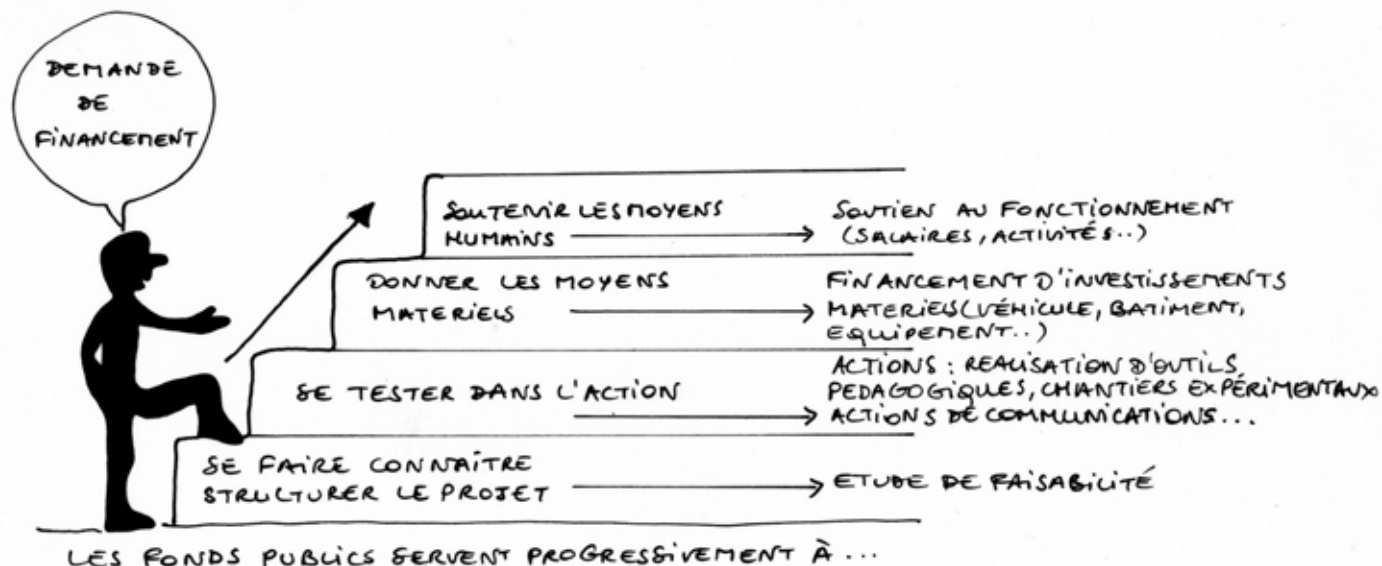 DEMANDE
DE
FINANCEMENT
SOUTENIR LES MOYENS
HUMAINS
SOUTIEN AU FONCTIONNEMENT
(SALAIRES, ACTIVITÉS..)
DONNER LES MOYENS
MATERIELS
FINANCEMENT D'INVESTISSEMENTS
MATERIELS (VÉHICULE, BATIMENT,
EQUIPEMENT..)
SE TESTER DANS L'ACTION
ACTIONS : REALISATION D'OUTILS
PEDAGOGIQUES, CHANTIERS EXPÉRIMENTAUX
ACTIONS DE COMMUNICATIONS...
SE FAIRE CONNAÎTRE
STRUCTURER LE PROJET
ETUDE DE FAISABILITÉ
LES FONDS PUBLICS SERVENT PROGRESSIVEMENT À ...